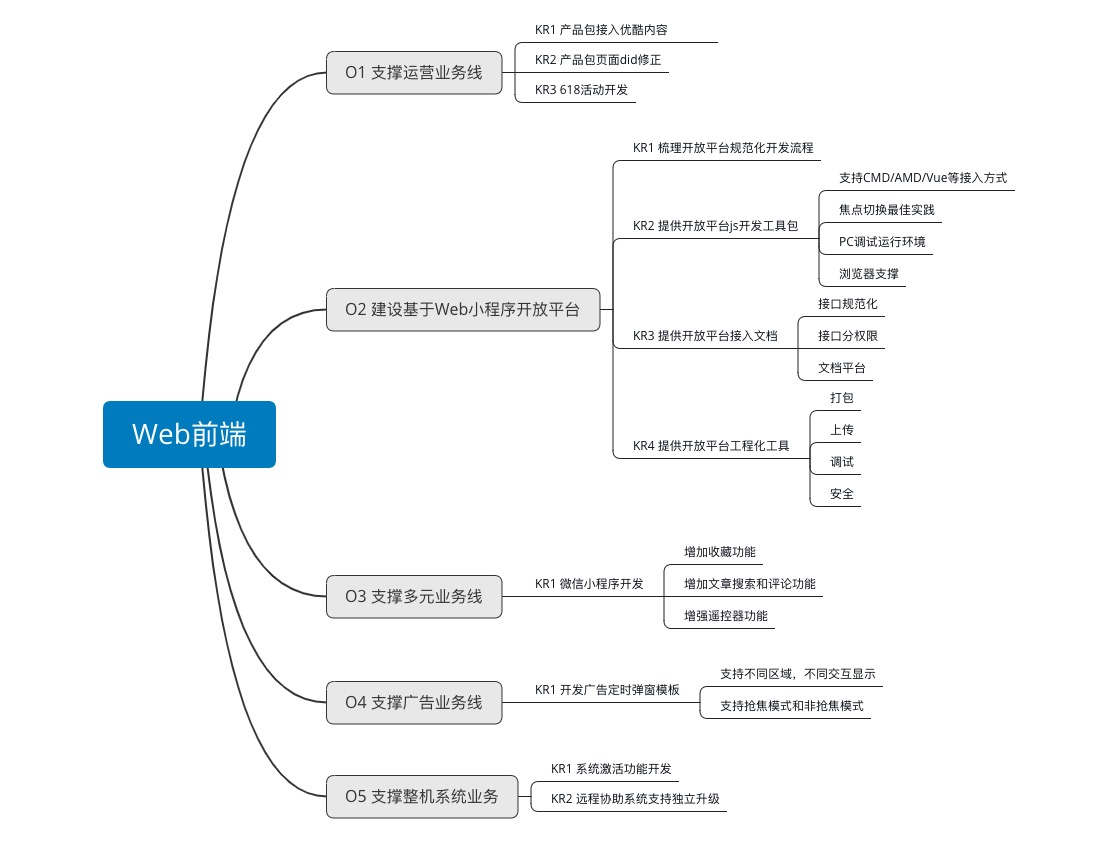 Web前端
O1 支撑运营业务线
KR1 产品包接入优酷内容
KR2 产品包页面did修正
KR3 618活动开发
O2 建设基于Web小程序开放平台
KR1 梳理开放平台规范化开发流程
KR2 提供开放平台js开发工具包
支持CMD/AMD/Vue等接入方式
焦点切换最佳实践
PC调试运行环境
浏览器支撑
KR3 提供开放平台接入文档
接口规范化
接口分权限
文档平台
KR4 提供开放平台工程化工具
打包
上传
调试
安全
O3 支撑多元业务线
KR1 微信小程序开发
增加收藏功能
增加文章搜索和评论功能
增强遥控器功能
O4 支撑广告业务线
KR1 开发广告定时弹窗模板
支持不同区域，不同交互显示
支持抢焦模式和非抢焦模式
O5 支撑整机系统业务
KR1 系统激活功能开发
KR2 远程协助系统支持独立升级